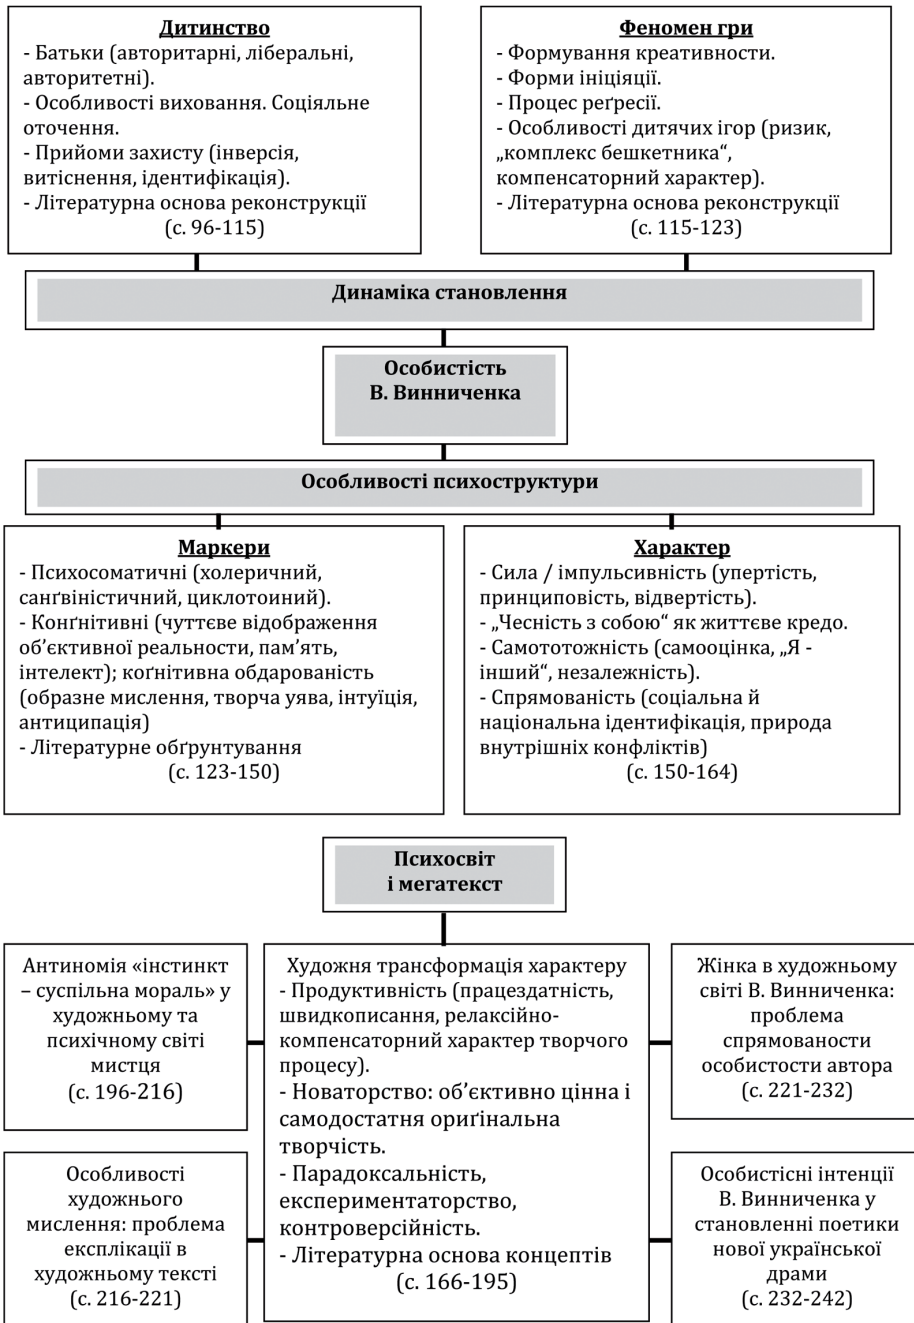 Дитинство
- Батьки (авторитарні, ліберальні,
авторитетні).
- Особливості виховання. Соціяльне
оточення.
- Прийоми захисту (інверсія,
витіснення, ідентифікація).
- Літературна основа реконструкції
(с. 96-115)
Феномен гри
- Формування креативности.
- Форми ініціяції.
- Процес реґресії.
- Особливості дитячих ігор (ризик,
„комплекс бешкетника“,
компенсаторний характер).
- Літературна основа реконструкції
(с. 115-123)
Динаміка становлення
Особистість
В. Винниченка
Особливості психоструктури
Маркери
- Психосоматичні (холеричний,
санґвіністичний, циклотоиний).
- Конґнітивні (чуттєве відображення
об’єктивної реальности, пам’ять,
інтелект); коґнітивна обдарованість
(образне мислення, творча уява, інтуїція,
антиципація)
- Літературне обґрунтування
(с. 123-150)
Характер
- Сила / імпульсивність (упертість,
принциповість, відвертість).
- „Чесність з собою“ як життєве кредо.
- Самототожність (самооцінка, „Я -
інший“, незалежність).
- Спрямованість (соціальна й
національна ідентифікація, природа
внутрішніх конфліктів)
(с. 150-164)
Психосвіт
і мегатекст
Антиномія «інстинкт
– суспільна мораль» у
художньому та
психічному світі
мистця
(с. 196-216)
Художня трансформація характеру
- Продуктивність (працездатність,
швидкописання, релаксійно-
компенсаторний характер творчого
процесу).
- Новаторство: об’єктивно цінна і
самодостатня ориґінальна
творчість.
- Парадоксальність,
експериментаторство,
контроверсійність.
- Літературна основа концептів
(с. 166-195)
Жінка в художньому
світі В. Винниченка:
проблема
спрямованости
особистости автора
(с. 221-232)
Особливості
художнього
мислення: проблема
експлікації в
художньому тексті
(с. 216-221)
Особистісні інтенції
В. Винниченка у
становленні поетики
нової української
драми
(с. 232-242)